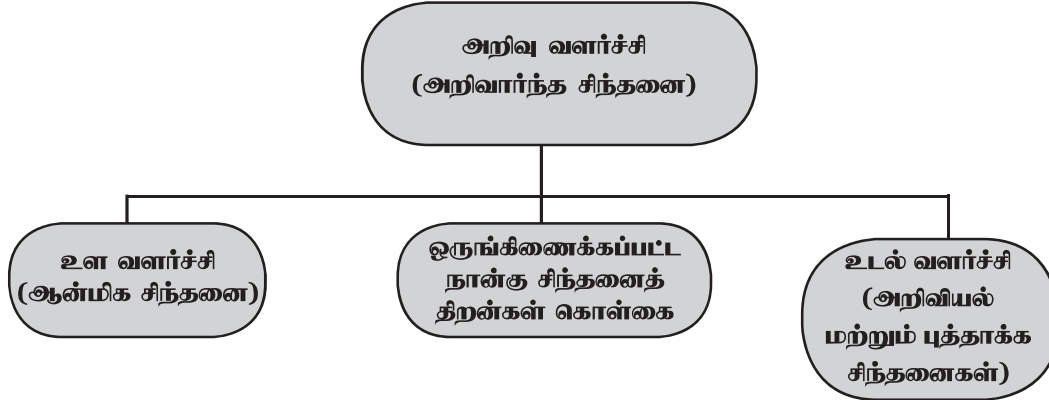 அறிவு வளர்ச்சி
(அறிவார்ந்த சிந்தனை)
உள வளர்ச்சி
(ஆன்மிக சிந்தனை)
ஒருங்கிணைக்கப்பட்ட
நான்கு சிந்தனைத்
திறன்கள் கொள்கை
உடல் வளர்ச்சி
(அறிவியல்
மற்றும் புத்தாக்க
சிந்தனைகள்)